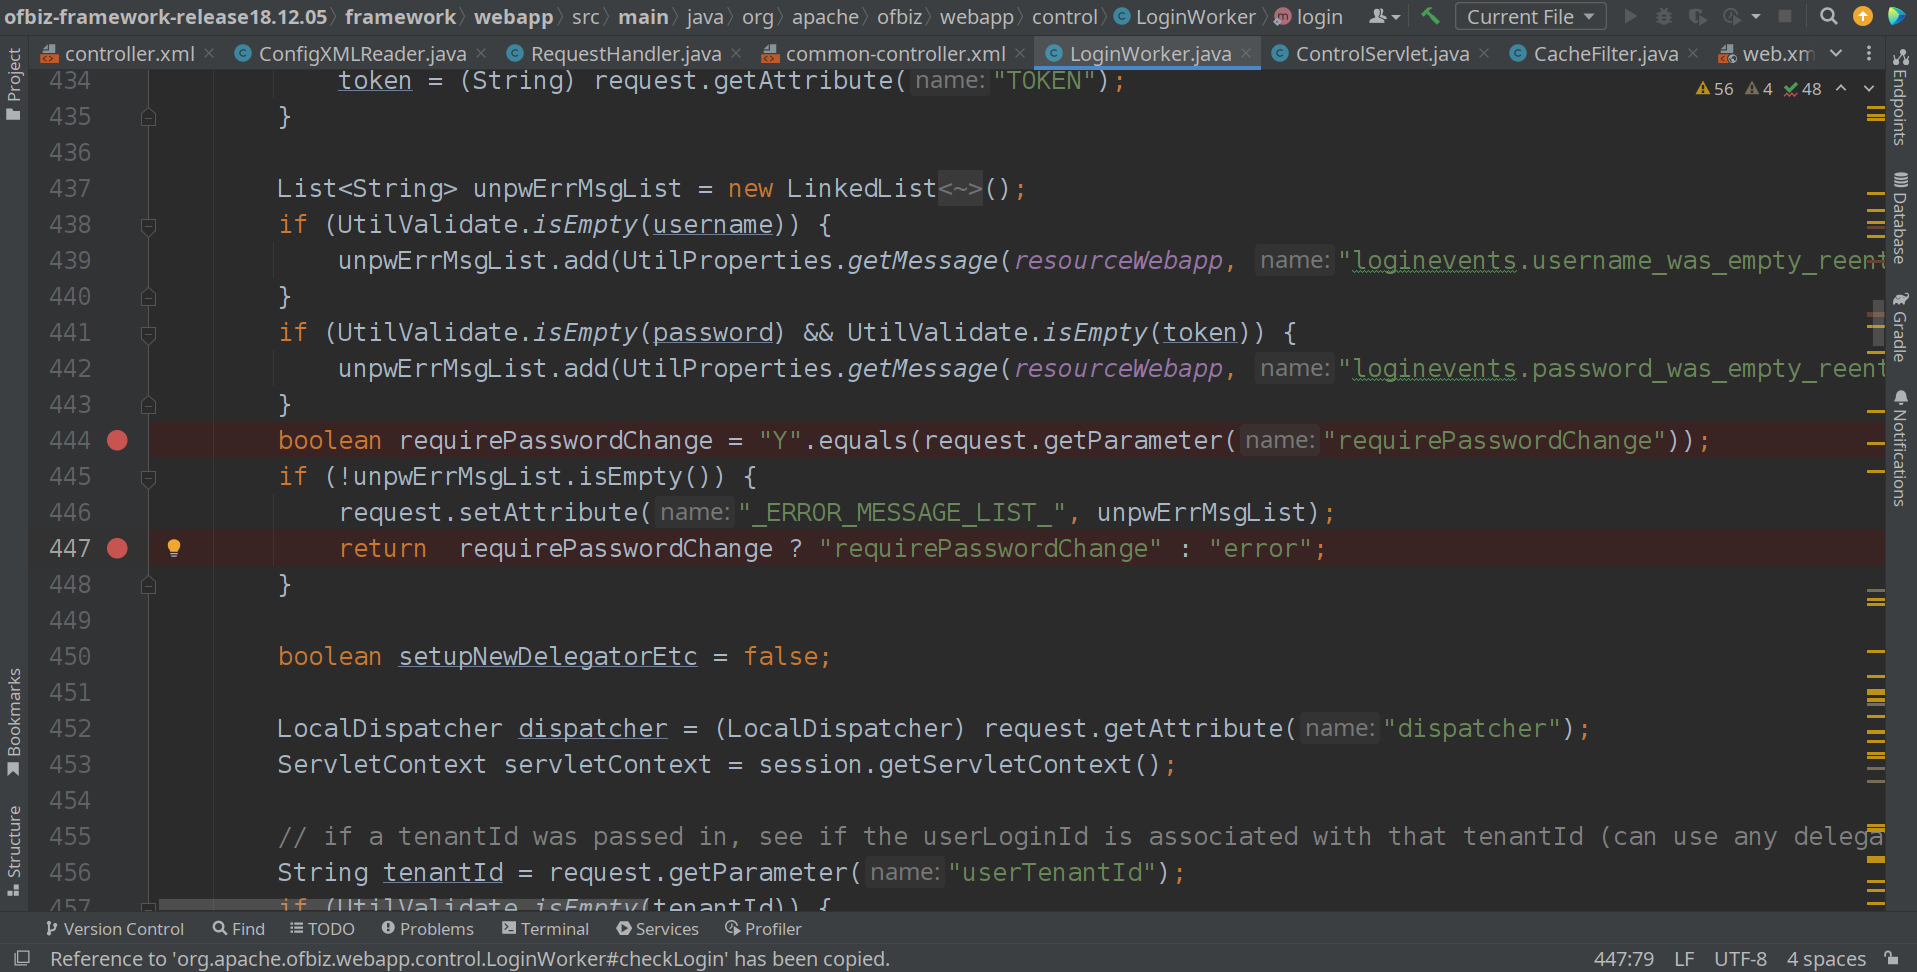 ofbiz-framework-release18.12.05 〉 framework 〉 webapp 〉 src 〉 main 〉 java 〉 org 〉 apache 〉 ofbiz 〉 webapp 〉 control 〉 LoginWorker 〉 login Current File
controller.xml × ConfigXMLReader.java × RequestHandler.java × common-controller.xml × LoginWorker.java × ControlServlet.java × CacheFilter.java × web.xm
56 4 48
434 token = (String) request.getAttribute( name: "TOKEN");
435 }
436
437 List<String> unpwErrMsgList = new LinkedList<~>();
438 if (UtilValidate.isEmpty(username)) {
439 unpwErrMsgList.add(UtilProperties.getMessage(resourceWebapp, name: "loginevents.username_was_empty_reent
440 }
441 if (UtilValidate.isEmpty(password) && UtilValidate.isEmpty(token)) {
442 unpwErrMsgList.add(UtilProperties.getMessage(resourceWebapp, name: "loginevents.password_was_empty_reent
443 }
444 boolean requirePasswordChange = "Y".equals(request.getParameter( name: "requirePasswordChange"));
445 if (!unpwErrMsgList.isEmpty()) {
446 request.setAttribute( name: "_ERROR_MESSAGE_LIST_", unpwErrMsgList);
447 return  requirePasswordChange ? "requirePasswordChange" : "error";
448 }
449
450 boolean setupNewDelegatorEtc = false;
451
452 LocalDispatcher dispatcher = (LocalDispatcher) request.getAttribute( name: "dispatcher");
453 ServletContext servletContext = session.getServletContext();
454
455 // if a tenantId was passed in, see if the userLoginId is associated with that tenantId (can use any delega
456 String tenantId = request.getParameter( name: "userTenantId");
457 if (UtilValidate.isEmpty(tenantId)) {
Project
Bookmarks
Structure
Endpoints
Database
Gradle
Notifications
Version Control Find TODO Problems Terminal Services Profiler
Reference to 'org.apache.ofbiz.webapp.control.LoginWorker#checkLogin' has been copied. 447:79 LF UTF-8 4 spaces